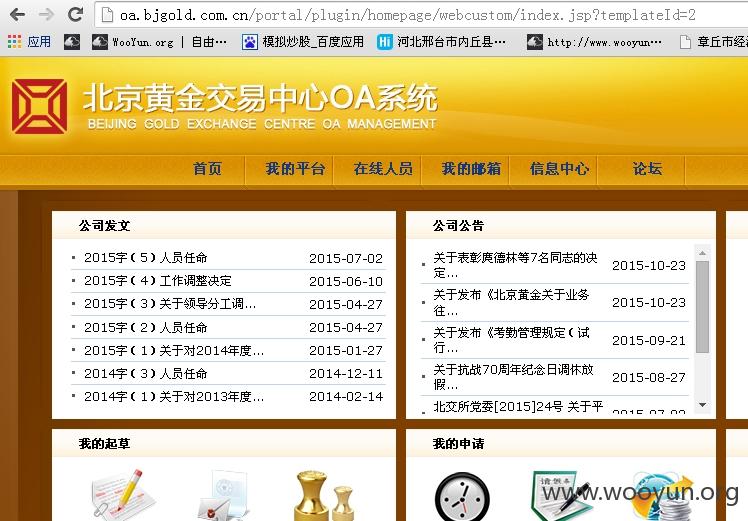 oa.bjgold.com.cn/portal/plugin/homepage/webcustom/index.jsp?templateId=2
应用 WooYun.org | 自由… 模拟炒股_百度应用 Hi 河北邢台市内丘县… http://www.wooyun… 章丘市经
北京黄金交易中心OA系统
BEIJING GOLD EXCHANGE CENTRE OA MANAGEMENT
首页 我的平台 在线人员 我的邮箱 信息中心 论坛
公司发文
2015字(5)人员任命 2015-07-02
2015字(4)工作调整决定 2015-06-10
2015字(3)关于领导分工调... 2015-04-27
2015字(2)人员任命 2015-04-27
2015字(1)关于对2014年度... 2015-01-27
2014字(3)人员任命 2014-12-11
2014字(1)关于对2013年度... 2014-02-14
公司公告
关于表彰庹德林等7名同志的决
定... 2015-10-23
关于发布《北京黄金关于业务
往... 2015-10-23
关于发布《考勤管理规定(试
行... 2015-09-21
关于抗战70周年纪念日调休放
假... 2015-08-27
北交所党委[2015]24号 关于平
我的起草
我的申请
请假条
www.wooyun.org